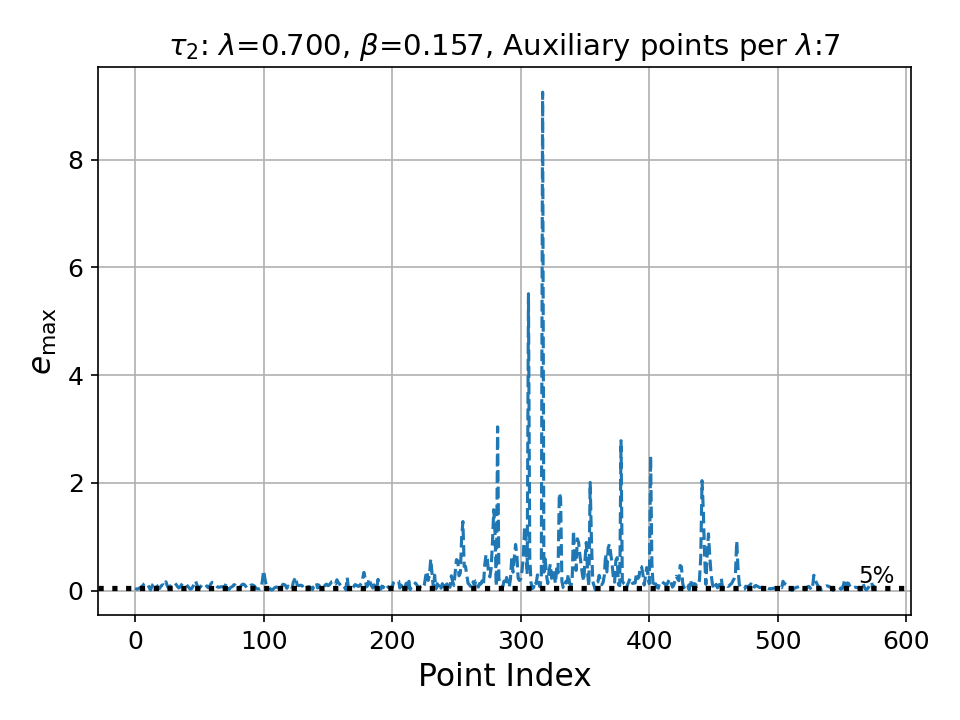 τ₂: λ=0.700, β=0.157, Auxiliary points per λ:7
8
6
4
2
0
e_max
5%
0 100 200 300 400 500 600
Point Index